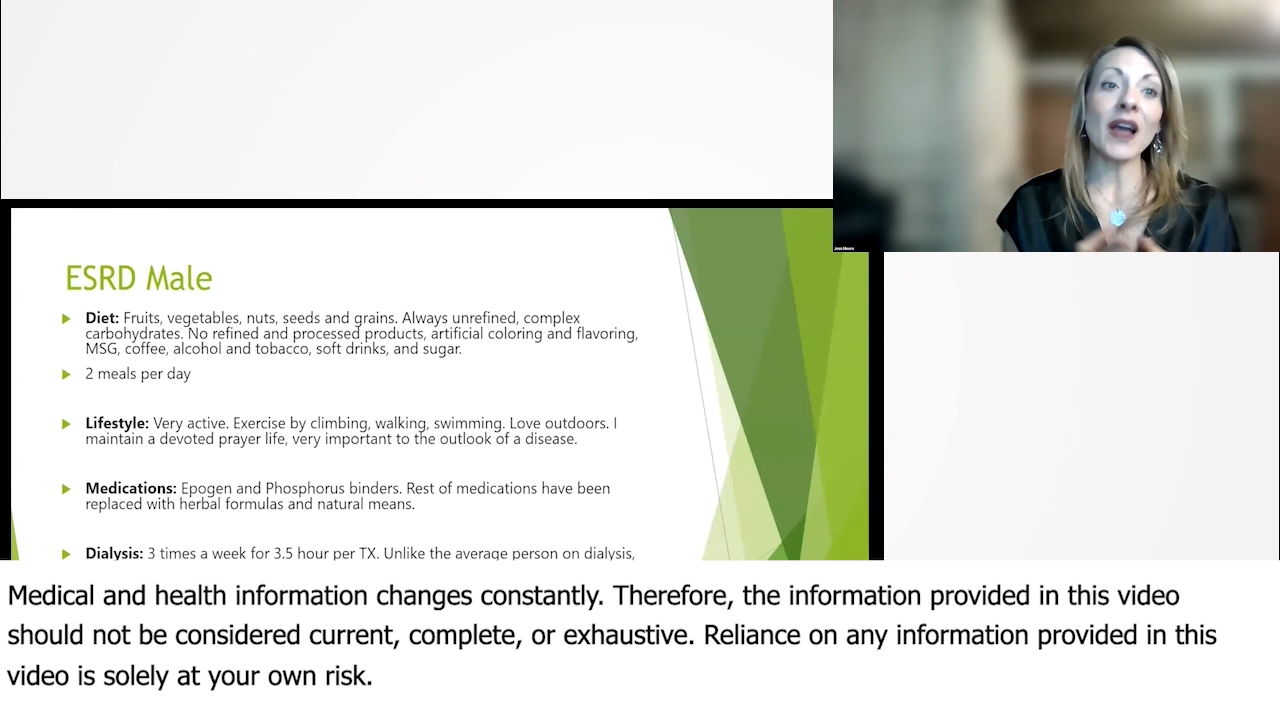 Jenn Moore
ESRD Male
Diet: Fruits, vegetables, nuts, seeds and grains. Always unrefined, complex
carbohydrates. No refined and processed products, artificial coloring and flavoring,
MSG, coffee, alcohol and tobacco, soft drinks, and sugar.
2 meals per day
Lifestyle: Very active. Exercise by climbing, walking, swimming. Love outdoors. I
maintain a devoted prayer life, very important to the outlook of a disease.
Medications: Epogen and Phosphorus binders. Rest of medications have been
replaced with herbal formulas and natural means.
Dialysis: 3 times a week for 3.5 hour per TX. Unlike the average person on dialysis,
Medical and health information changes constantly. Therefore, the information provided in this video
should not be considered current, complete, or exhaustive. Reliance on any information provided in this
video is solely at your own risk.